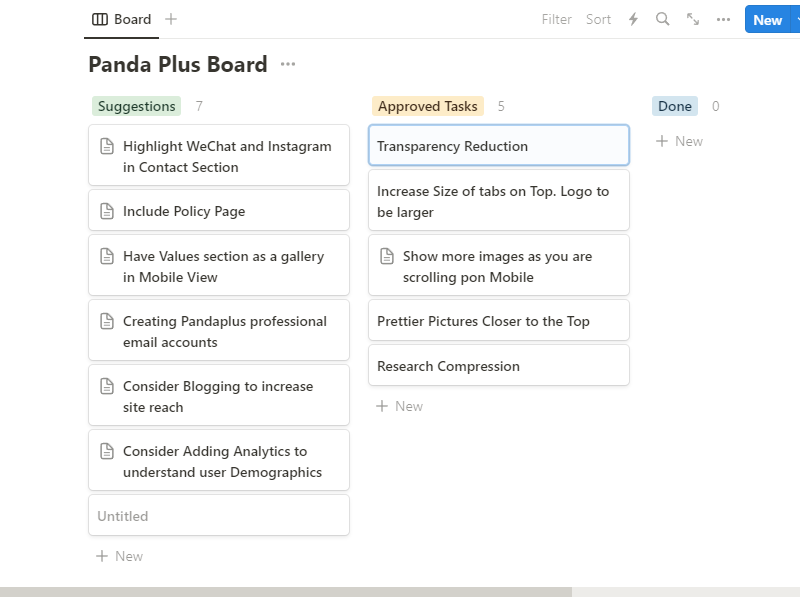 Board
Filter Sort
New
Panda Plus Board
Suggestions 7
Highlight WeChat and Instagram
in Contact Section
Include Policy Page
Have Values section as a gallery
in Mobile View
Creating Pandaplus professional
email accounts
Consider Blogging to increase
site reach
Consider Adding Analytics to
understand user Demographics
Untitled
New
Approved Tasks 5
Transparency Reduction
Increase Size of tabs on Top. Logo to
be larger
Show more images as you are
scrolling pon Mobile
Prettier Pictures Closer to the Top
Research Compression
New
Done 0
New